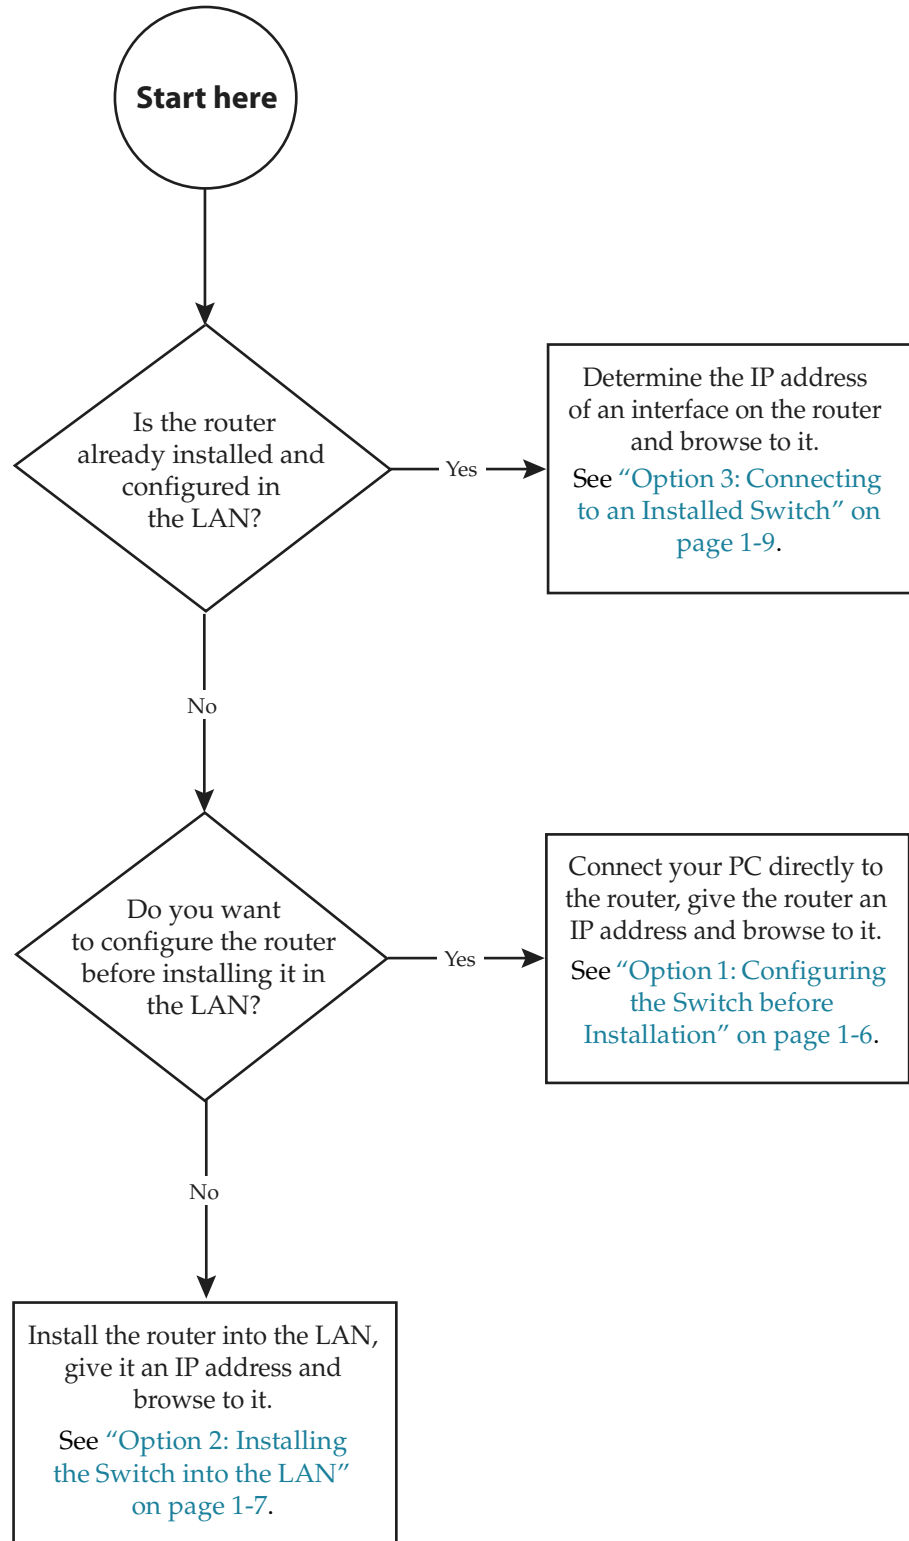 Start here
Is the router
already installed and
configured in
the LAN?
Yes
Determine the IP address
of an interface on the router
and browse to it.
See “Option 3: Connecting
to an Installed Switch” on
page 1-9.
No
Do you want
to configure the router
before installing it in
the LAN?
Yes
Connect your PC directly to
the router, give the router an
IP address and browse to it.
See “Option 1: Configuring
the Switch before
Installation” on page 1-6.
No
Install the router into the LAN,
give it an IP address and
browse to it.
See “Option 2: Installing
the Switch into the LAN”
on page 1-7.